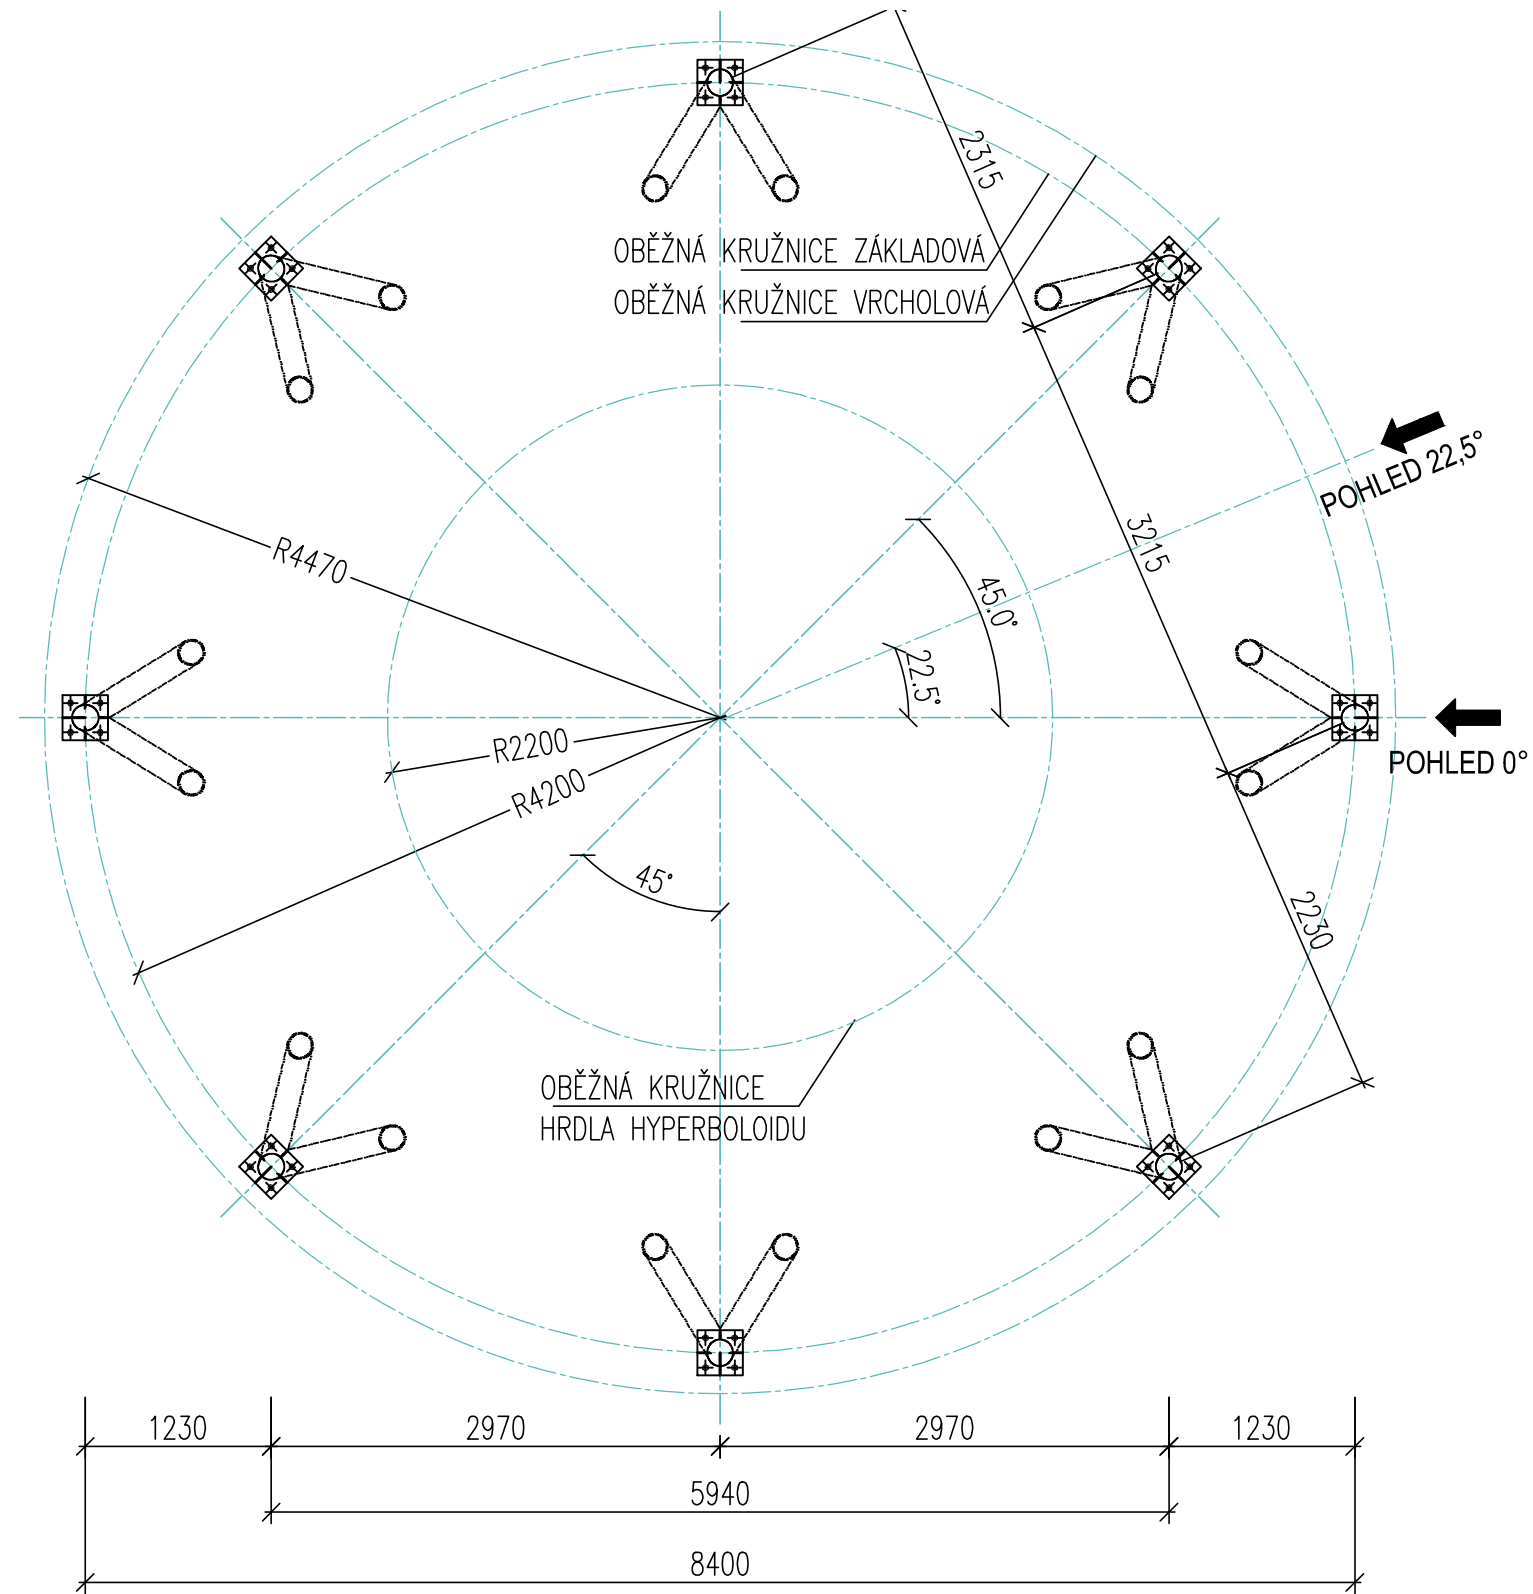 2315
OBĚŽNÁ KRUŽNICE ZÁKLADOVÁ
OBĚŽNÁ KRUŽNICE VRCHOLOVÁ
POHLED 22,5°
R4470
3215
45.0°
22.5°
R2200
POHLED 0°
R4200
45°
2230
OBĚŽNÁ KRUŽNICE
HRDLA HYPERBOLOIDU
1230 2970 2970 1230
5940
8400